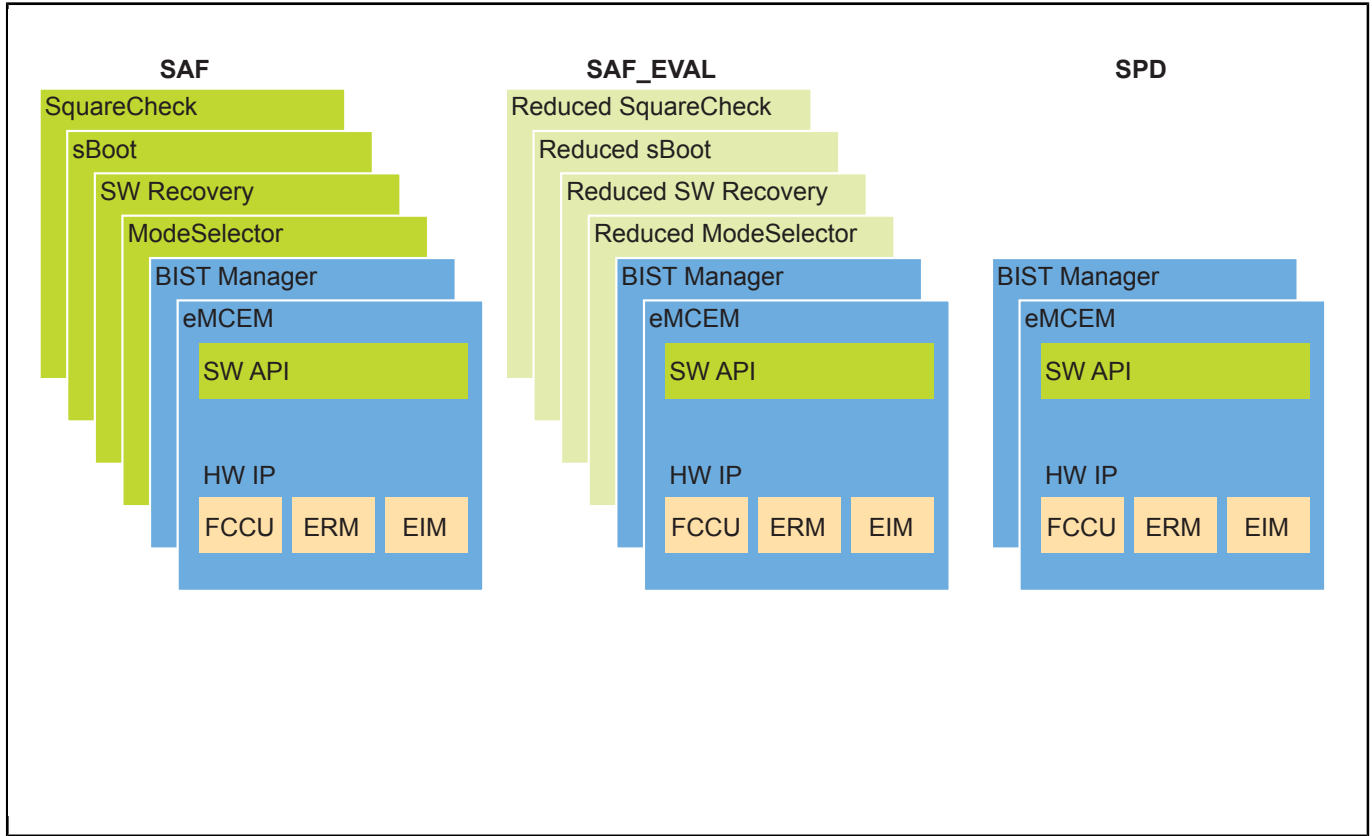 SAF
SquareCheck
sBoot
SW Recovery
ModeSelector
BIST Manager
eMCEM
SW API
HW IP
FCCU ERM EIM
SAF_EVAL
Reduced SquareCheck
Reduced sBoot
Reduced SW Recovery
Reduced ModeSelector
BIST Manager
eMCEM
SW API
HW IP
FCCU ERM EIM
SPD
BIST Manager
eMCEM
SW API
HW IP
FCCU ERM EIM